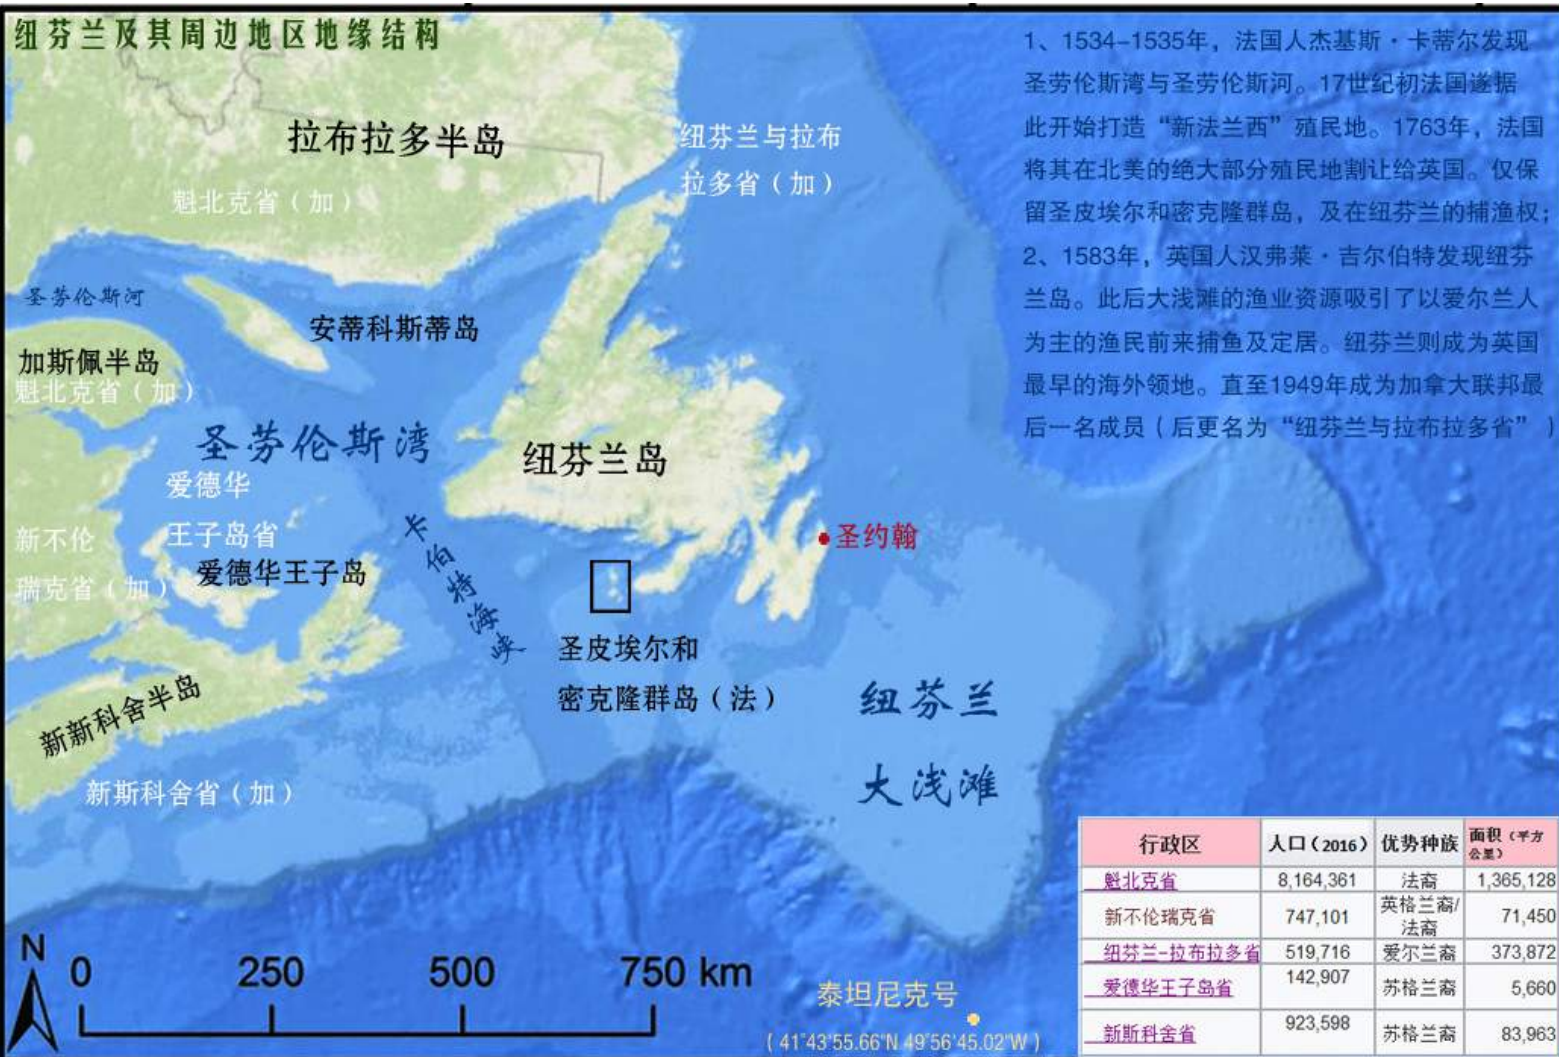 纽芬兰及其周边地区地缘结构
1、1534-1535年，法国人杰基斯·卡蒂尔发现
圣劳伦斯湾与圣劳伦斯河。17世纪初法国遂据
此开始打造“新法兰西”殖民地。1763年，法国
将其在北美的绝大部分殖民地割让给英国。仅保
留圣皮埃尔和密克隆群岛，及在纽芬兰的捕渔权；
2、1583年，英国人汉弗莱·吉尔伯特发现纽芬
兰岛。此后大浅滩的渔业资源吸引了以爱尔兰人
为主的渔民前来捕鱼及定居。纽芬兰则成为英国
最早的海外领地。直至1949年成为加拿大联邦最
后一名成员（后更名为“纽芬兰与拉布拉多省”）
拉布拉多半岛
魁北克省（加）
纽芬兰与拉布
拉多省（加）
圣劳伦斯河
安蒂科斯蒂岛
加斯佩半岛
魁北克省（加）
圣劳伦斯湾
纽芬兰岛
爱德华
王子岛省
新不伦
瑞克省（加）
爱德华王子岛
卡伯特海峡
圣约翰
圣皮埃尔和
密克隆群岛（法）
新新科舍半岛
新斯科舍省（加）
纽芬兰
大浅滩
N
0 250 500 750 km
泰坦尼克号
（41°43'55.66"N 49°56'45.02"W）
行政区 人口（2016） 优势种族 面积（平方公里）
魁北克省 8,164,361 法裔 1,365,128
新不伦瑞克省 747,101 英格兰裔/法裔 71,450
纽芬兰-拉布拉多省 519,716 爱尔兰裔 373,872
爱德华王子岛省 142,907 苏格兰裔 5,660
新斯科舍省 923,598 苏格兰裔 83,963